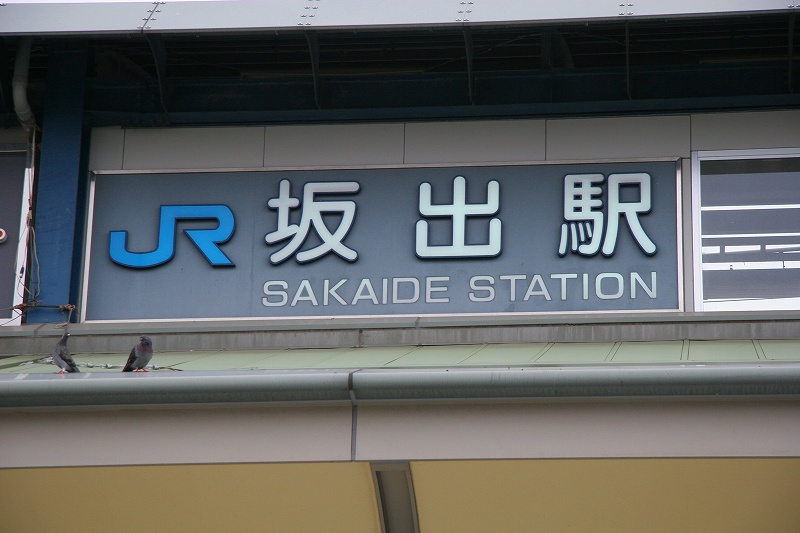 JR 坂出駅
SAKAIDE STATION